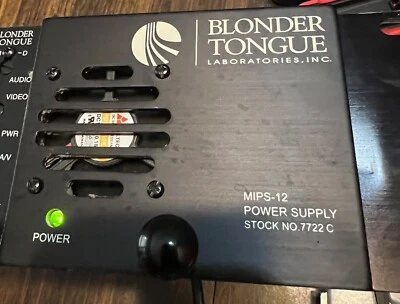 BLONDER
TONGUE
LABORATORIES, INC.
BLONDER
TONGUE
AUDIO
VIDEO
PWR
A/V
MIPS-12
POWER SUPPLY
STOCK NO. 7722 C
POWER